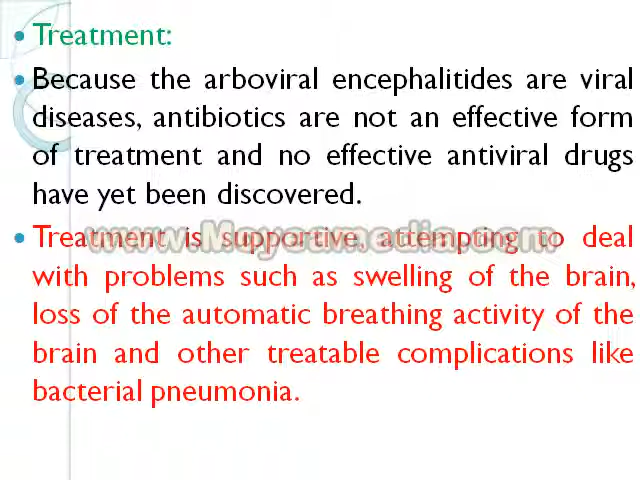 Treatment:
Because the arboviral encephalitides are viral
diseases, antibiotics are not an effective form
of treatment and no effective antiviral drugs
have yet been discovered.
Treatment is supportive, attempting to deal
with problems such as swelling of the brain,
loss of the automatic breathing activity of the
brain and other treatable complications like
bacterial pneumonia.